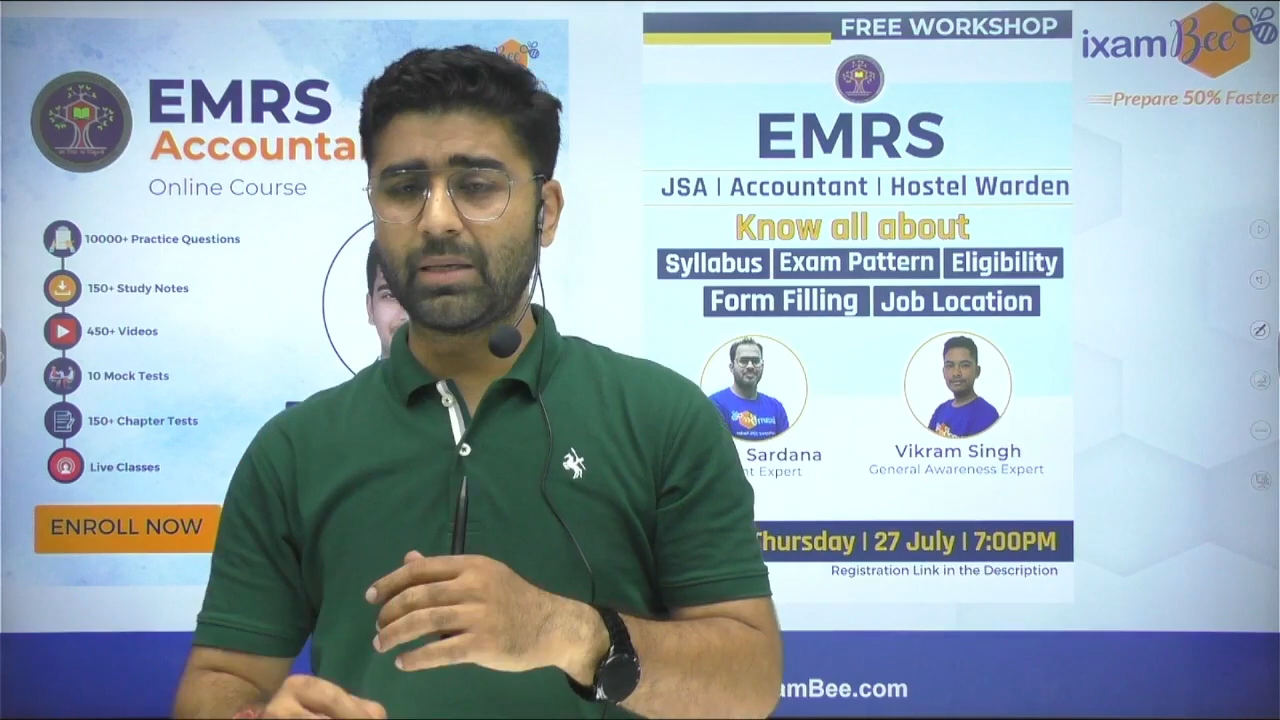 EMRS
Accounta
Online Course
10000+ Practice Questions
150+ Study Notes
450+ Videos
10 Mock Tests
150+ Chapter Tests
Live Classes
ENROLL NOW
FREE WORKSHOP
EMRS
JSA | Accountant | Hostel Warden
Know all about
Syllabus Exam Pattern Eligibility
Form Filling Job Location
Sardana
nt Expert
Vikram Singh
General Awareness Expert
Thursday | 27 July | 7:00PM
Registration Link in the Description
ixamBee
Prepare 50% Faster
amBee.com